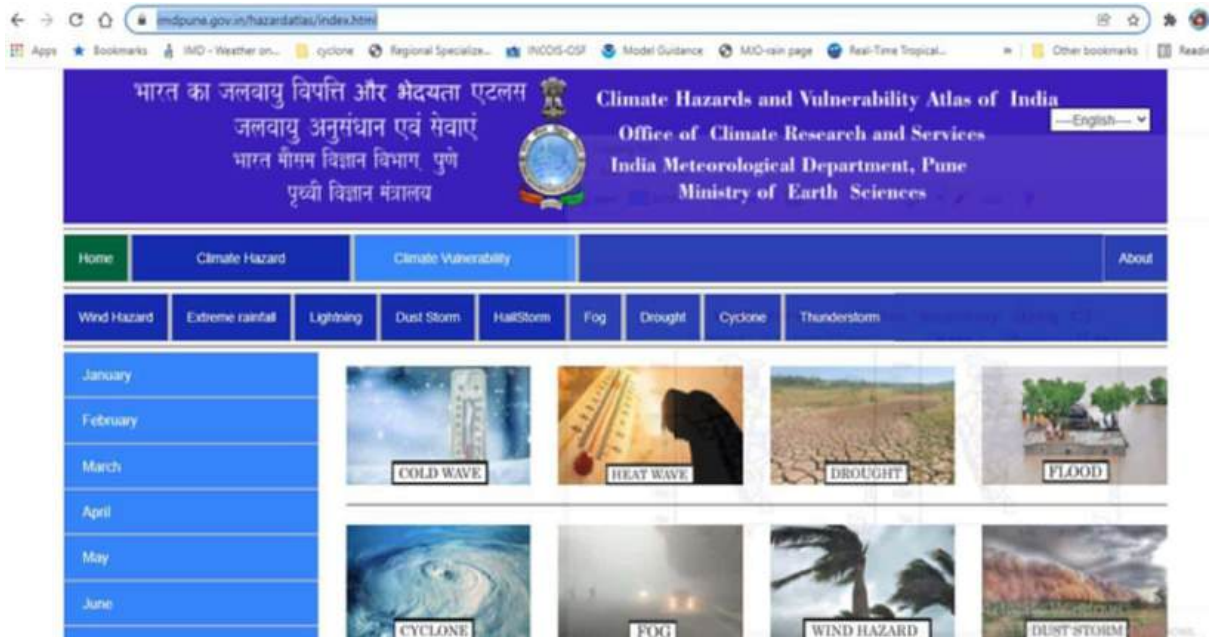 imdpune.gov.in/hazardatlas/index.html
Apps Bookmarks IMD - Weather on... cyclone Regional Specialize... INCOIS-OSF Model Guidance MJO-rain page Real-Time Tropical... » Other bookmarks Readin
भारत का जलवायु विपत्ति और भेद्यता एटलस
जलवायु अनुसंधान एवं सेवाएं
भारत मौसम विज्ञान विभाग, पुणे
पृथ्वी विज्ञान मंत्रालय
Climate Hazards and Vulnerability Atlas of India
Office of Climate Research and Services
India Meteorological Department, Pune
Ministry of Earth Sciences
----English----
Home Climate Hazard Climate Vulnerability About
Wind Hazard Extreme rainfall Lightning Dust Storm HailStorm Fog Drought Cyclone Thunderstorm
January
February
March
April
May
June
COLD WAVE HEAT WAVE DROUGHT FLOOD
CYCLONE FOG WIND HAZARD DUST STORM